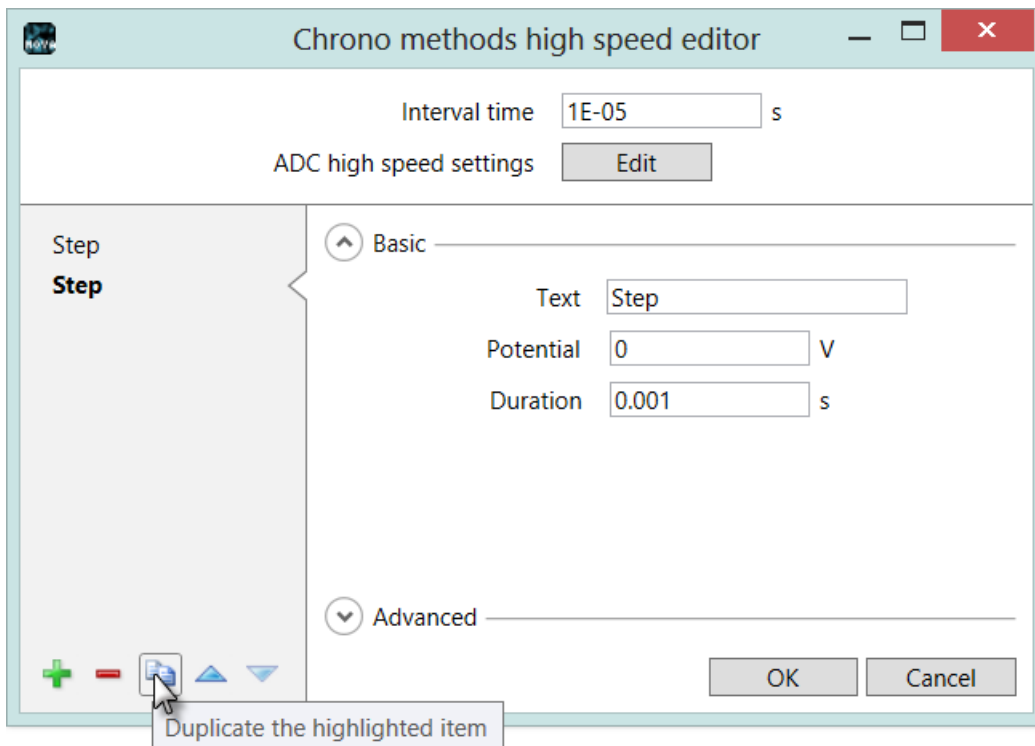 Chrono methods high speed editor
Interval time 1E-05 s
ADC high speed settings Edit
Step
Step
Basic
Text Step
Potential 0 V
Duration 0.001 s
Advanced
OK Cancel
Duplicate the highlighted item